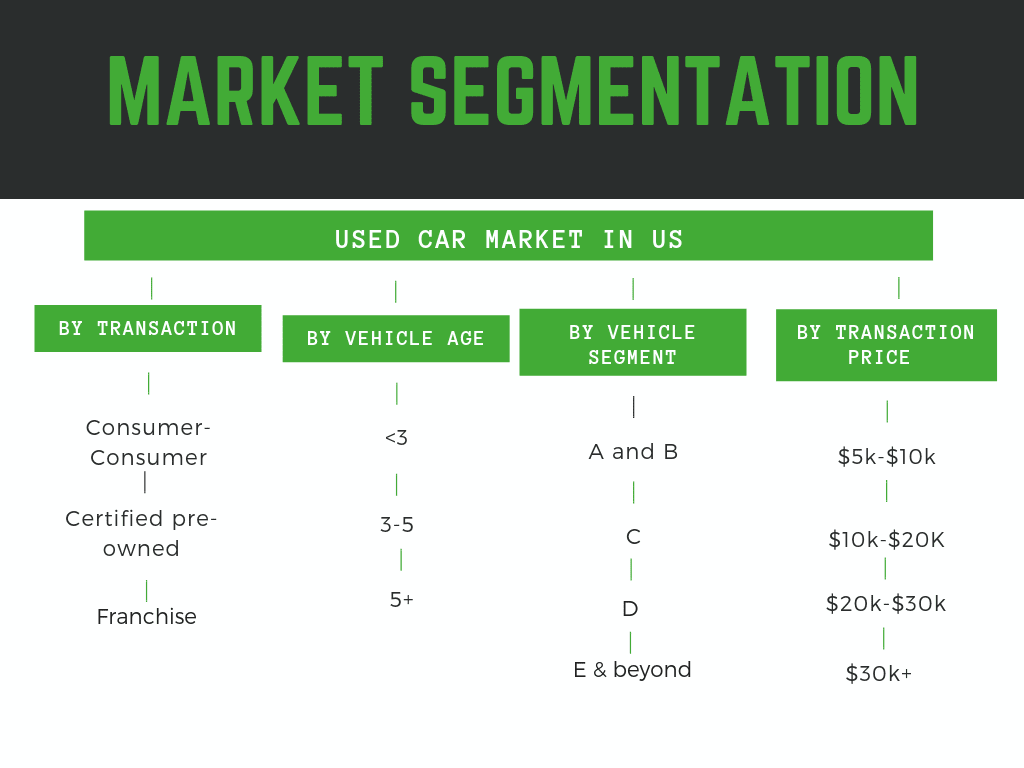 MARKET SEGMENTATION
USED CAR MARKET IN US
BY TRANSACTION
Consumer-
Consumer
Certified pre-
owned
Franchise
BY VEHICLE AGE
<3
3-5
5+
BY VEHICLE
SEGMENT
A and B
C
D
E & beyond
BY TRANSACTION
PRICE
$5k-$10k
$10k-$20K
$20k-$30k
$30k+